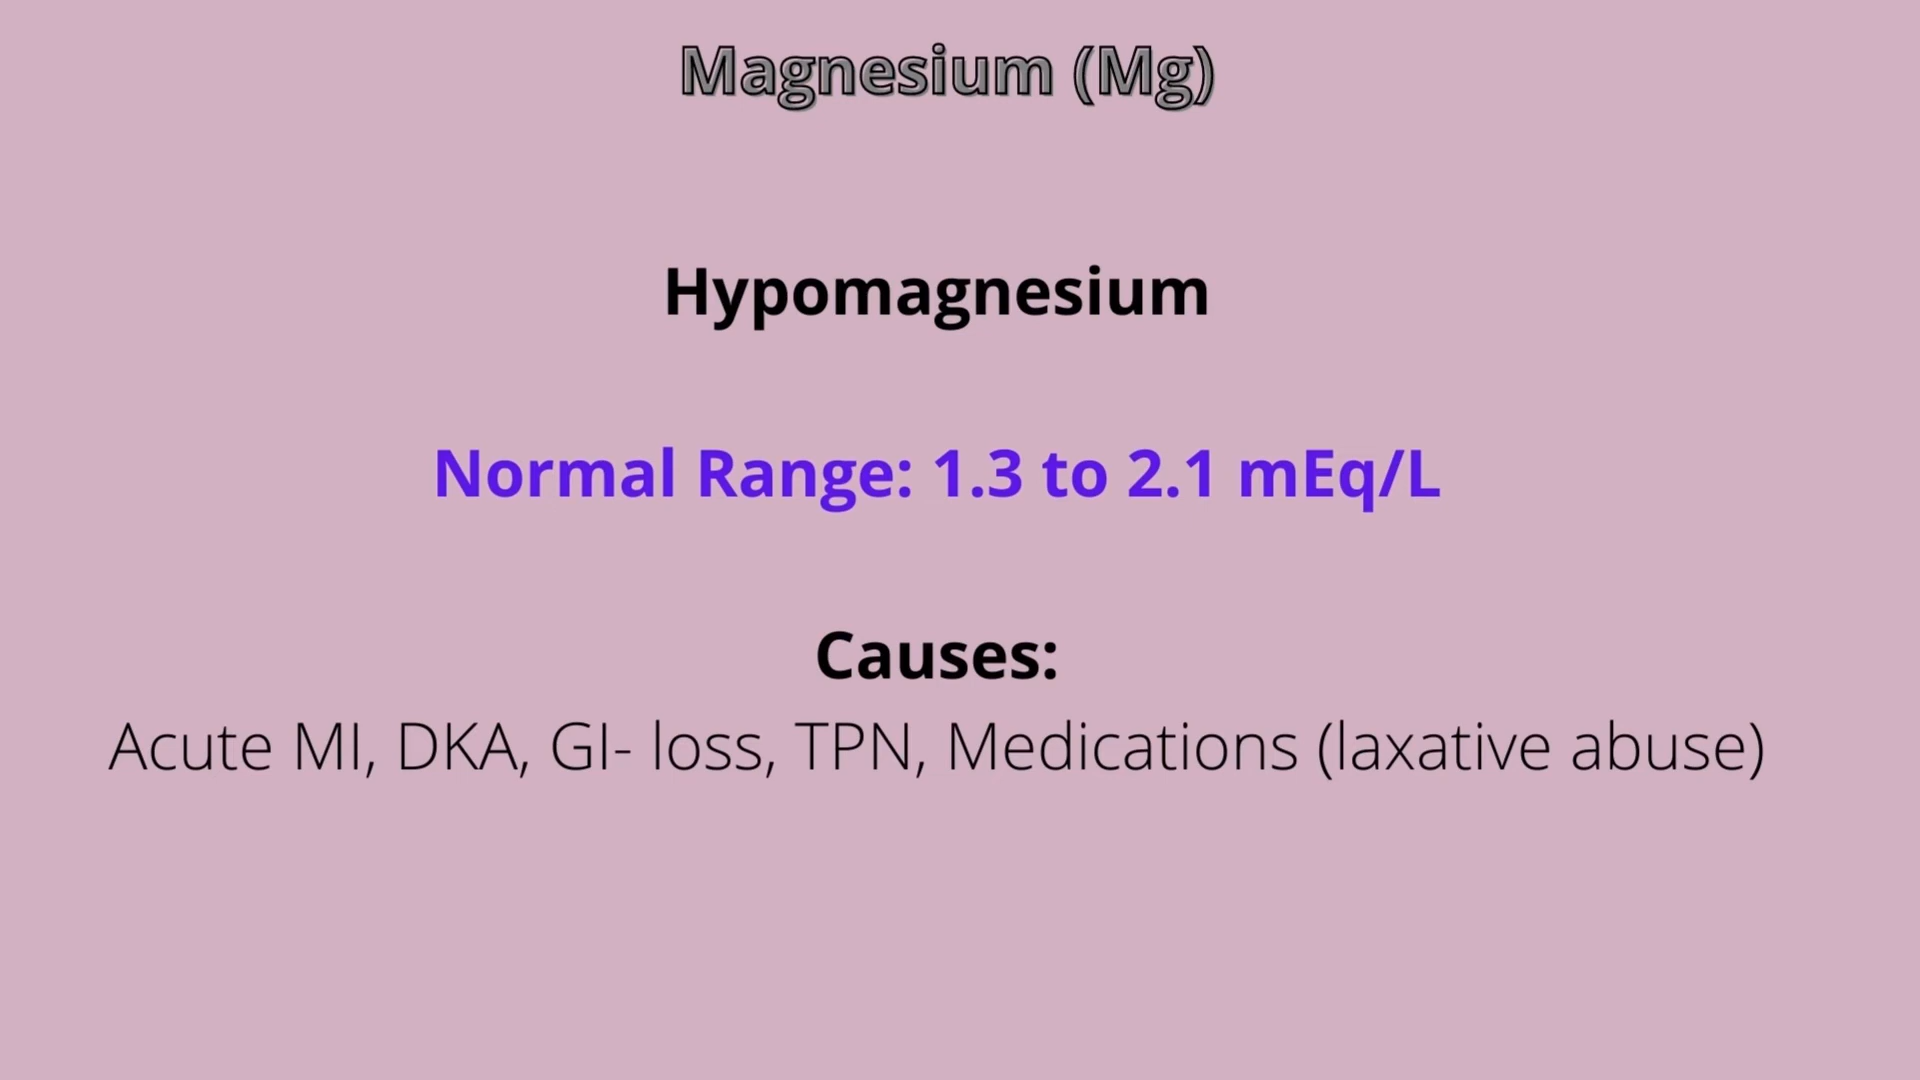 Magnesium (Mg)
Hypomagnesium
Normal Range: 1.3 to 2.1 mEq/L
Causes:
Acute MI, DKA, GI- loss, TPN, Medications (laxative abuse)